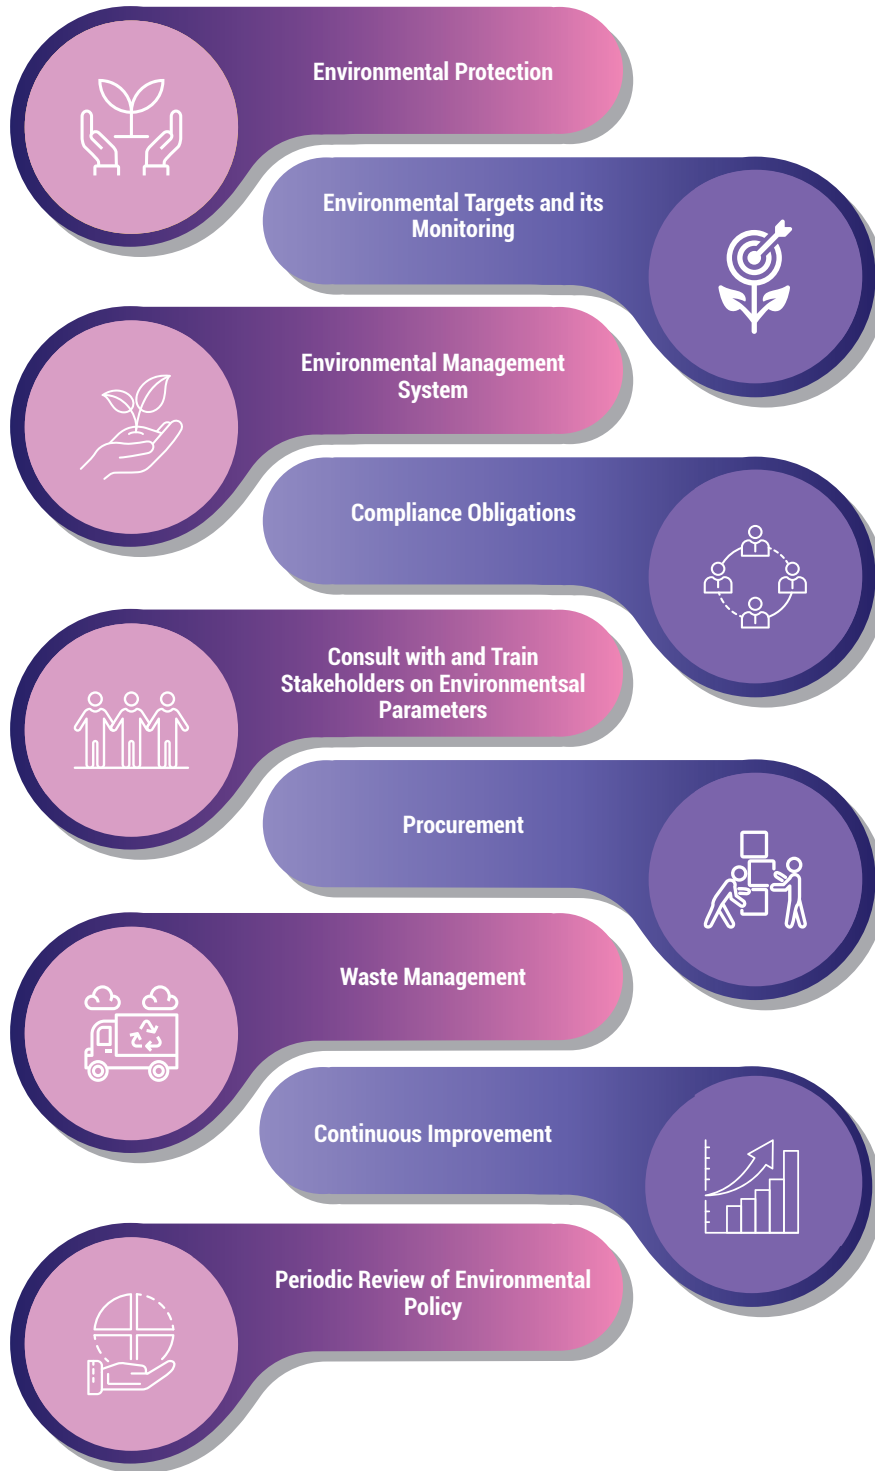 Environmental Protection
Environmental Targets and its
Monitoring
Environmental Management
System
Compliance Obligations
Consult with and Train
Stakeholders on Environmentsal
Parameters
Procurement
Waste Management
Continuous Improvement
Periodic Review of Environmental
Policy